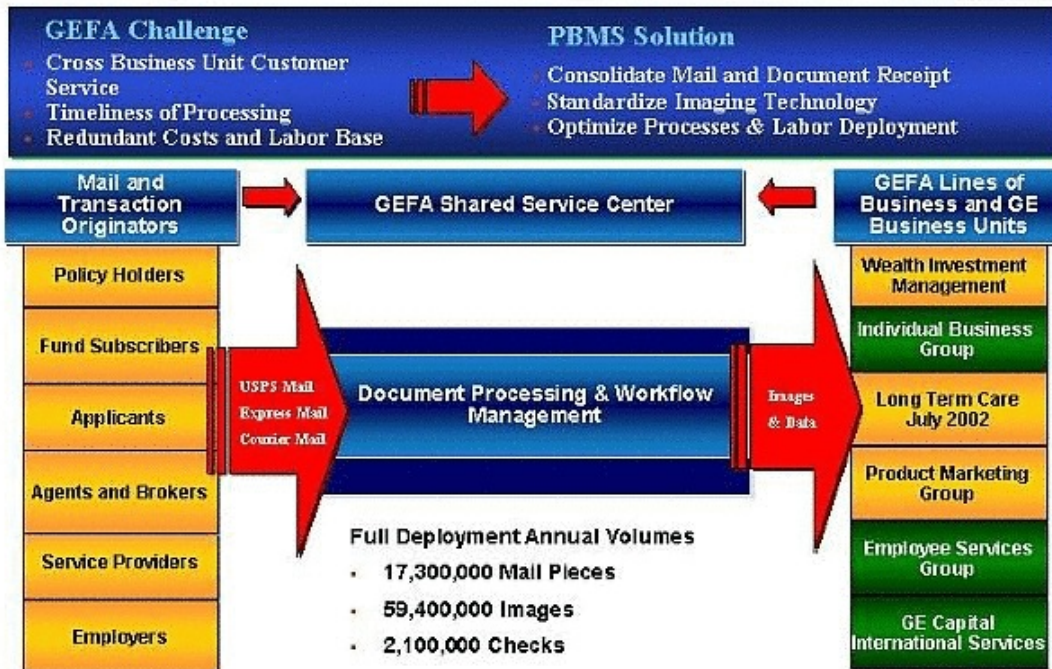 GEFA Challenge
Cross Business Unit Customer
Service
Timeliness of Processing
Redundant Costs and Labor Base
PBMS Solution
Consolidate Mail and Document Receipt
Standardize Imaging Technology
Optimize Processes & Labor Deployment
Mail and
Transaction
Originators
GEFA Shared Service Center
GEFA Lines of
Business and GE
Business Units
Policy Holders
Fund Subscribers
Applicants
Agents and Brokers
Service Providers
Employers
USPS Mail
Express Mail
Courier Mail
Document Processing & Workflow
Management
Images
& Data
Wealth Investment
Management
Individual Business
Group
Long Term Care
July 2002
Product Marketing
Group
Employee Services
Group
GE Capital
International Services
Full Deployment Annual Volumes
17,300,000 Mail Pieces
59,400,000 Images
2,100,000 Checks